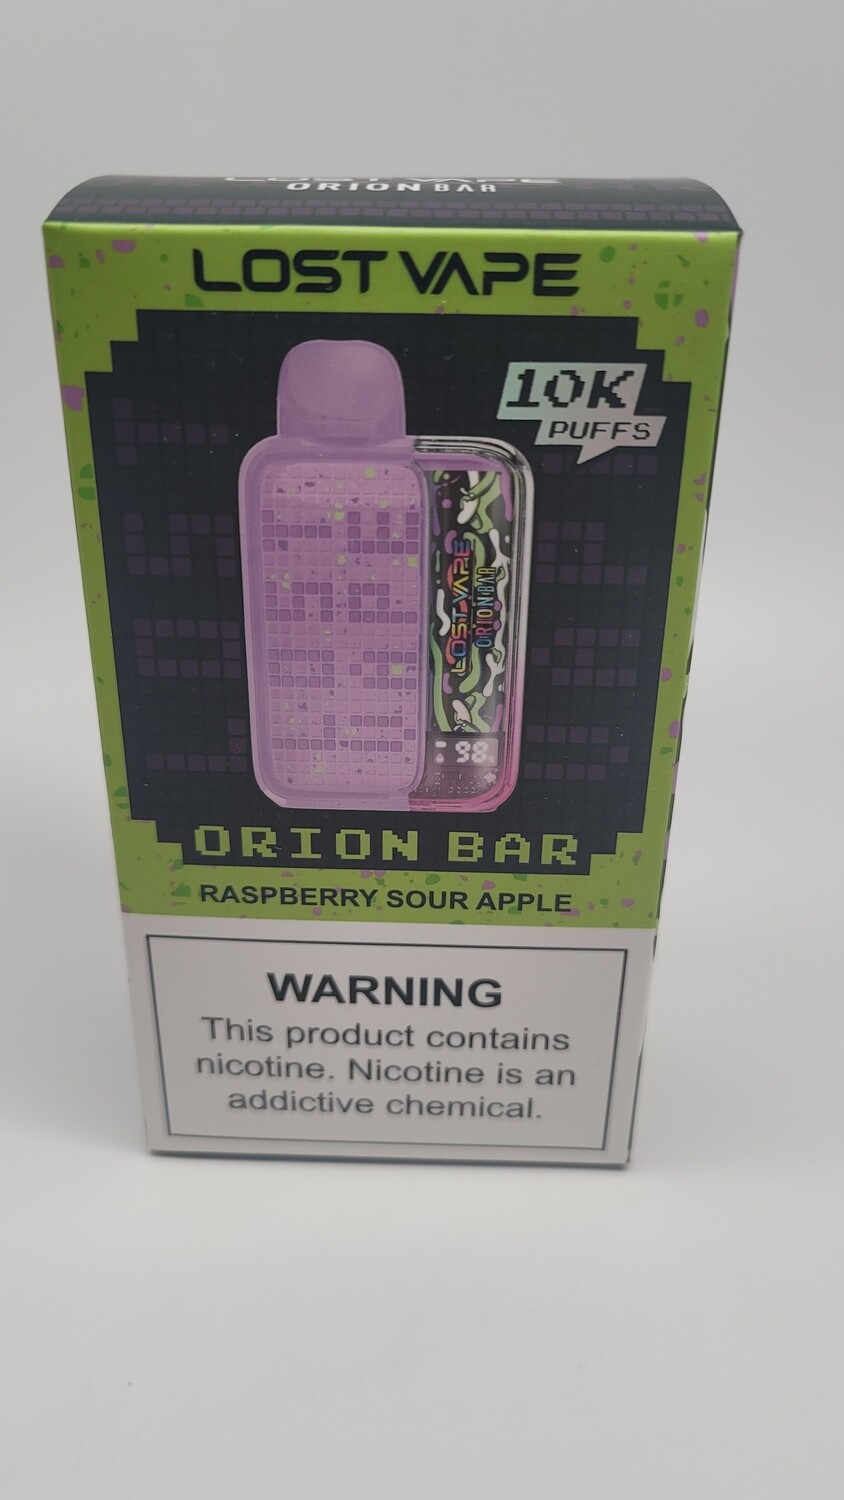 LOST VAPE
ORION BAR
LOST VAPE
10K
PUFFS
LOST VAPE
ORION BAR
98
ORION BAR
RASPBERRY SOUR APPLE
WARNING
This product contains
nicotine. Nicotine is an
addictive chemical.